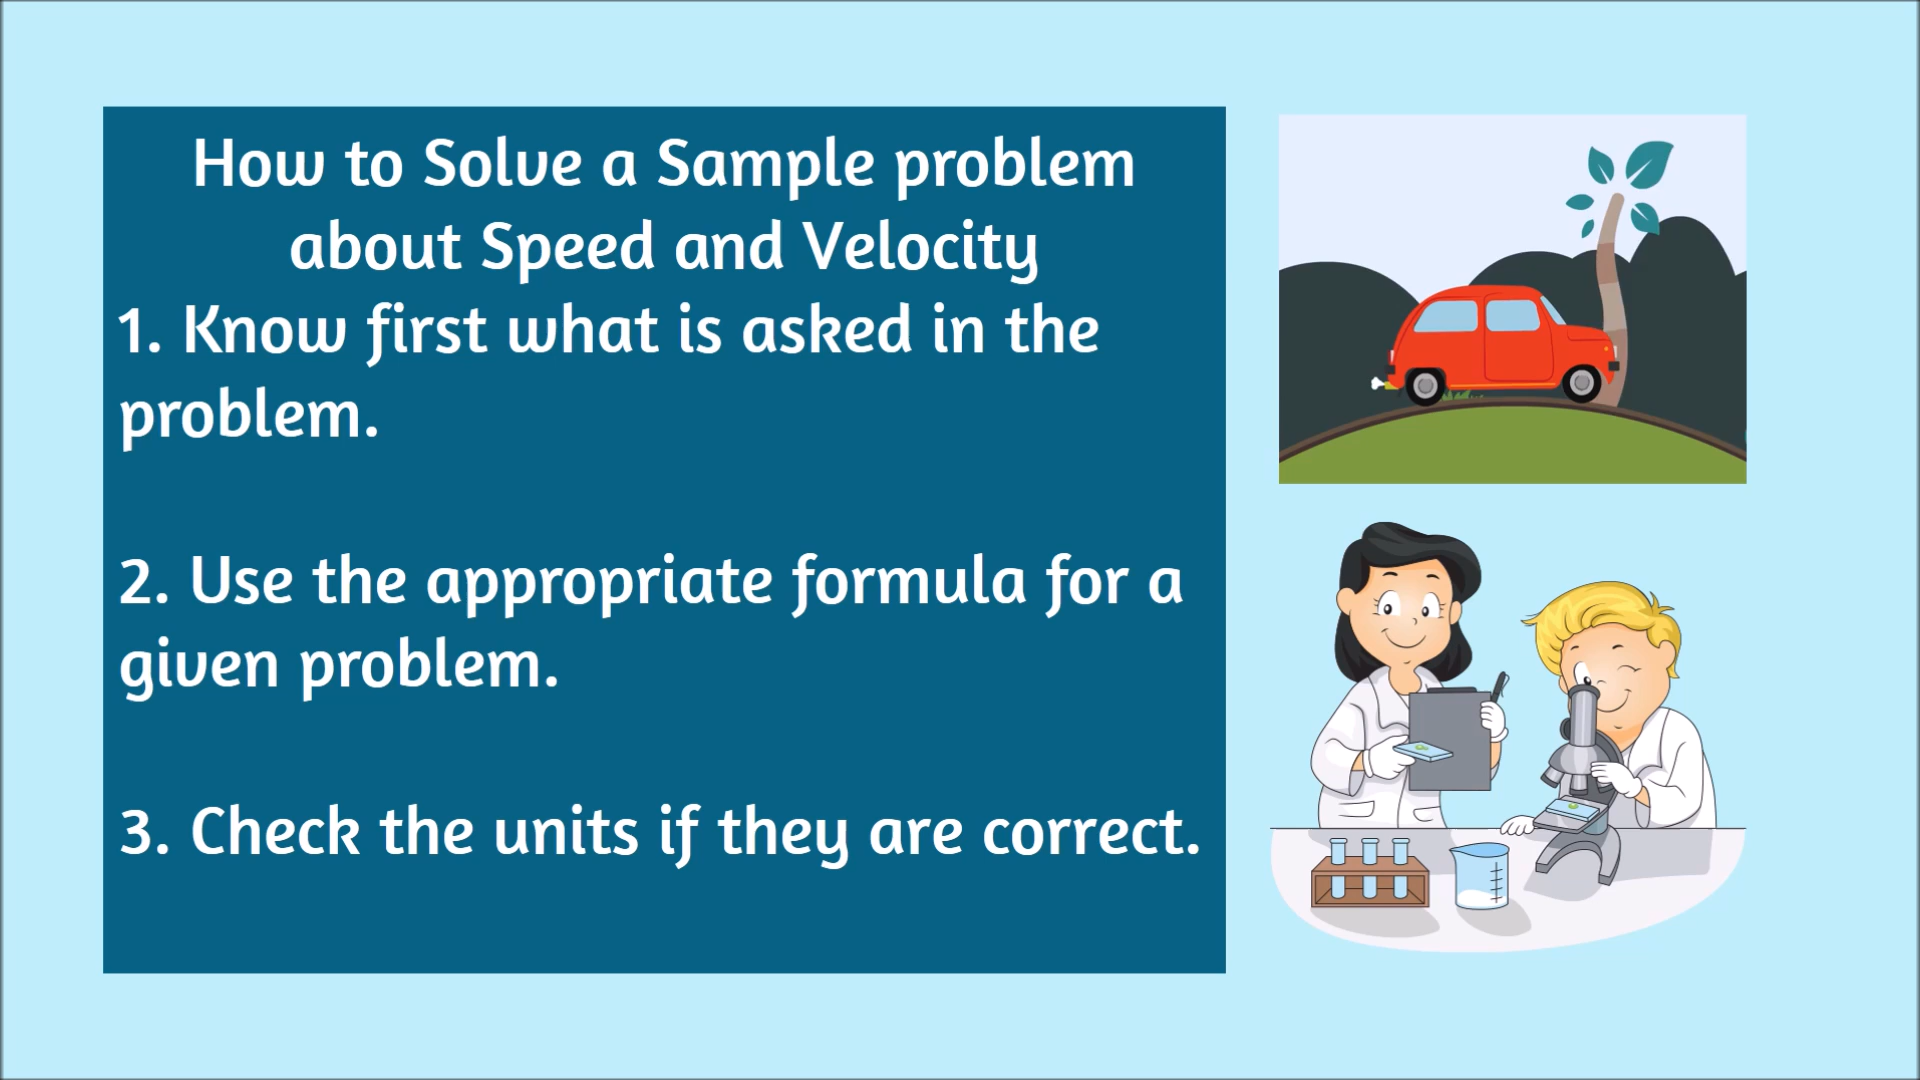 How to Solve a Sample problem
about Speed and Velocity
1. Know first what is asked in the
problem.
2. Use the appropriate formula for a
given problem.
3. Check the units if they are correct.